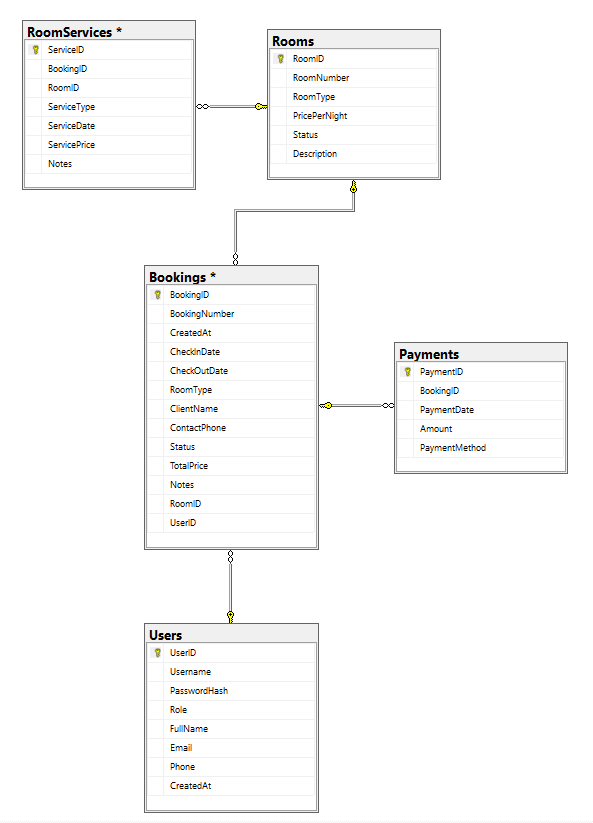 RoomServices *
ServiceID
BookingID
RoomID
ServiceType
ServiceDate
ServicePrice
Notes
Rooms
RoomID
RoomNumber
RoomType
PricePerNight
Status
Description
Bookings *
BookingID
BookingNumber
CreatedAt
CheckInDate
CheckOutDate
RoomType
ClientName
ContactPhone
Status
TotalPrice
Notes
RoomID
UserID
Payments
PaymentID
BookingID
PaymentDate
Amount
PaymentMethod
Users
UserID
Username
PasswordHash
Role
FullName
Email
Phone
CreatedAt